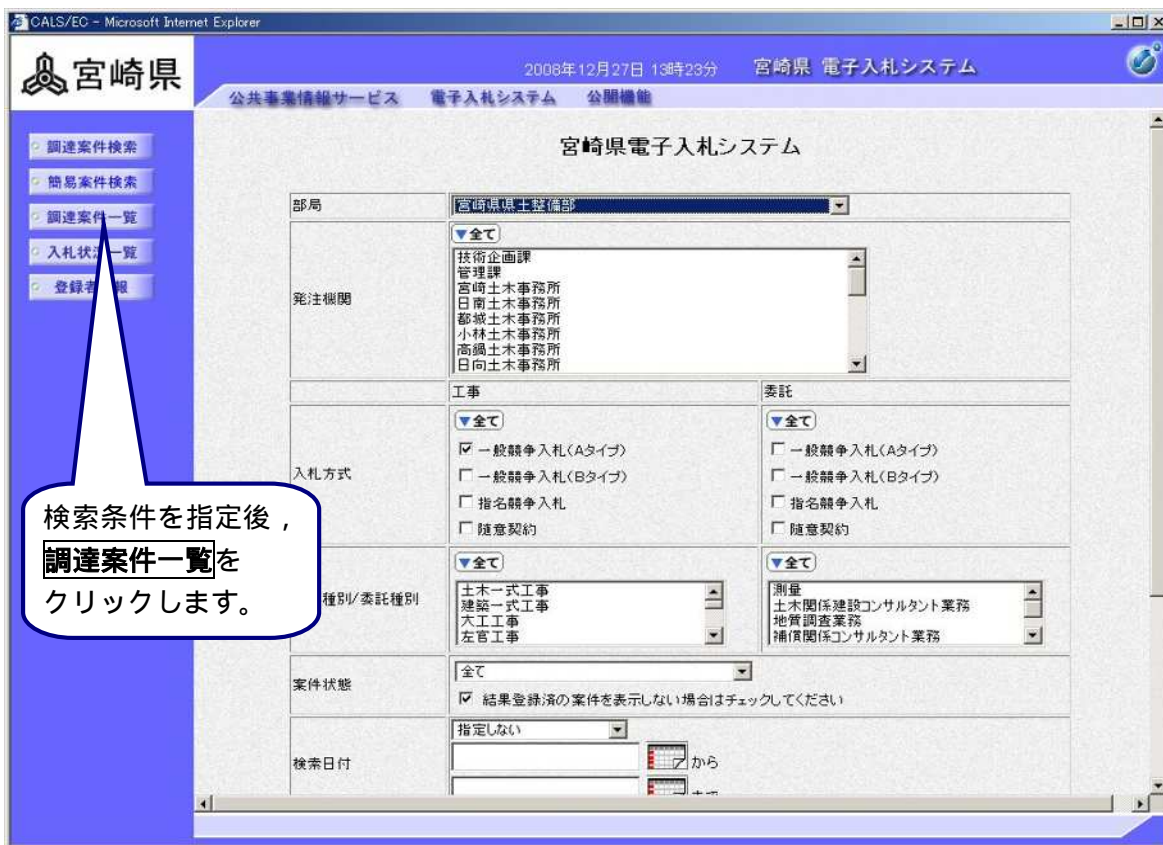 CALS/EC - Microsoft Internet Explorer
宮崎県
2008年12月27日 13時23分
宮崎県 電子入札システム
公共事業情報サービス 電子入札システム 公開機能
調達案件検索
簡易案件検索
調達案件一覧
入札状 一覧
登録者 報
宮崎県電子入札システム
部局
宮崎県県土整備部
発注機関
▼全て
技術企画課
管理課
宮崎土木事務所
日南土木事務所
都城土木事務所
小林土木事務所
高鍋土木事務所
日向土木事務所
工事
委託
入札方式
▼全て
一般競争入札(Aタイプ)
一般競争入札(Bタイプ)
指名競争入札
随意契約
▼全て
一般競争入札(Aタイプ)
一般競争入札(Bタイプ)
指名競争入札
随意契約
種別/委託種別
▼全て
土木一式工事
建築一式工事
大工工事
左官工事
▼全て
測量
土木関係建設コンサルタント業務
地質調査業務
補償関係コンサルタント業務
案件状態
全て
結果登録済の案件を表示しない場合はチェックしてください
検索日付
指定しない
から
検索条件を指定後，
調達案件一覧を
クリックします。